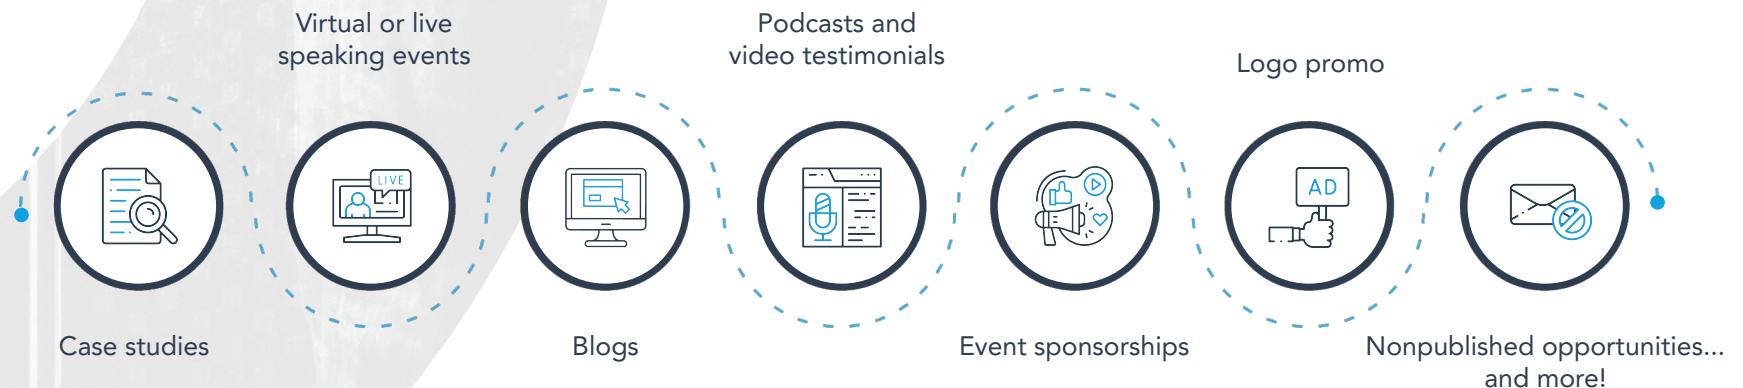 Virtual or live
speaking events
Podcasts and
video testimonials
Logo promo
LIVE
AD
Case studies
Blogs
Event sponsorships
Nonpublished opportunities...
and more!